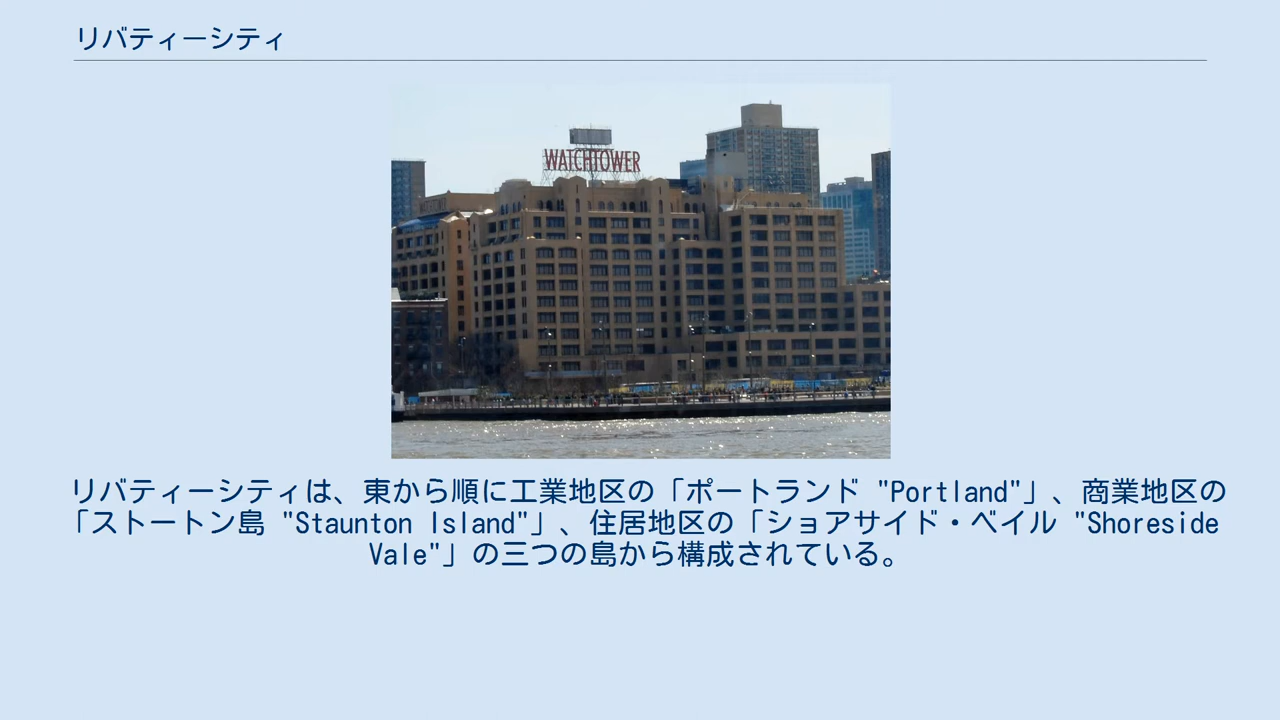 リバティーシティ
WATCHTOWER
リバティーシティは、東から順に工業地区の「ポートランド "Portland"」、商業地区の
「ストートン島 "Staunton Island"」、住居地区の「ショアサイド・ベイル "Shoreside
Vale"」の三つの島から構成されている。